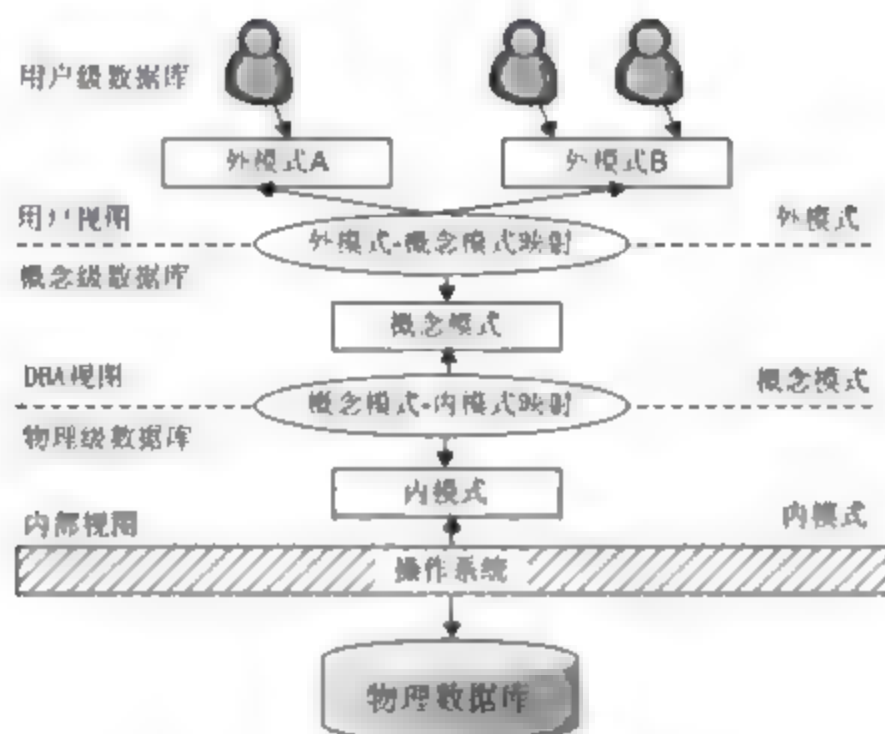 用户级数据库
外模式A
外模式B
用户视图
外模式
外模式-概念模式映射
概念级数据库
概念模式
DBA视图
概念模式
概念模式-内模式映射
物理级数据库
内模式
内部视图
内模式
操作系统
物理数据库